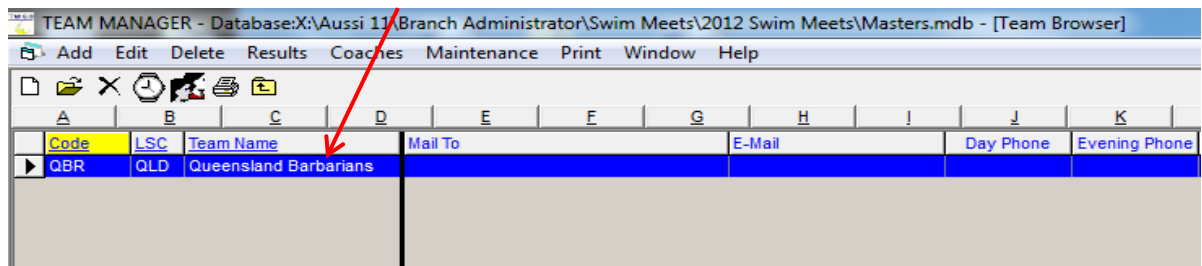 TEAM MANAGER - Database:X:\Aussi 11\Branch Administrator\Swim Meets\2012 Swim Meets\Masters.mdb - [Team Browser]
Add Edit Delete Results Coaches Maintenance Print Window Help
A B C D E F G H I J K
Code LSC Team Name Mail To E-Mail Day Phone Evening Phone
QBR QLD Queensland Barbarians